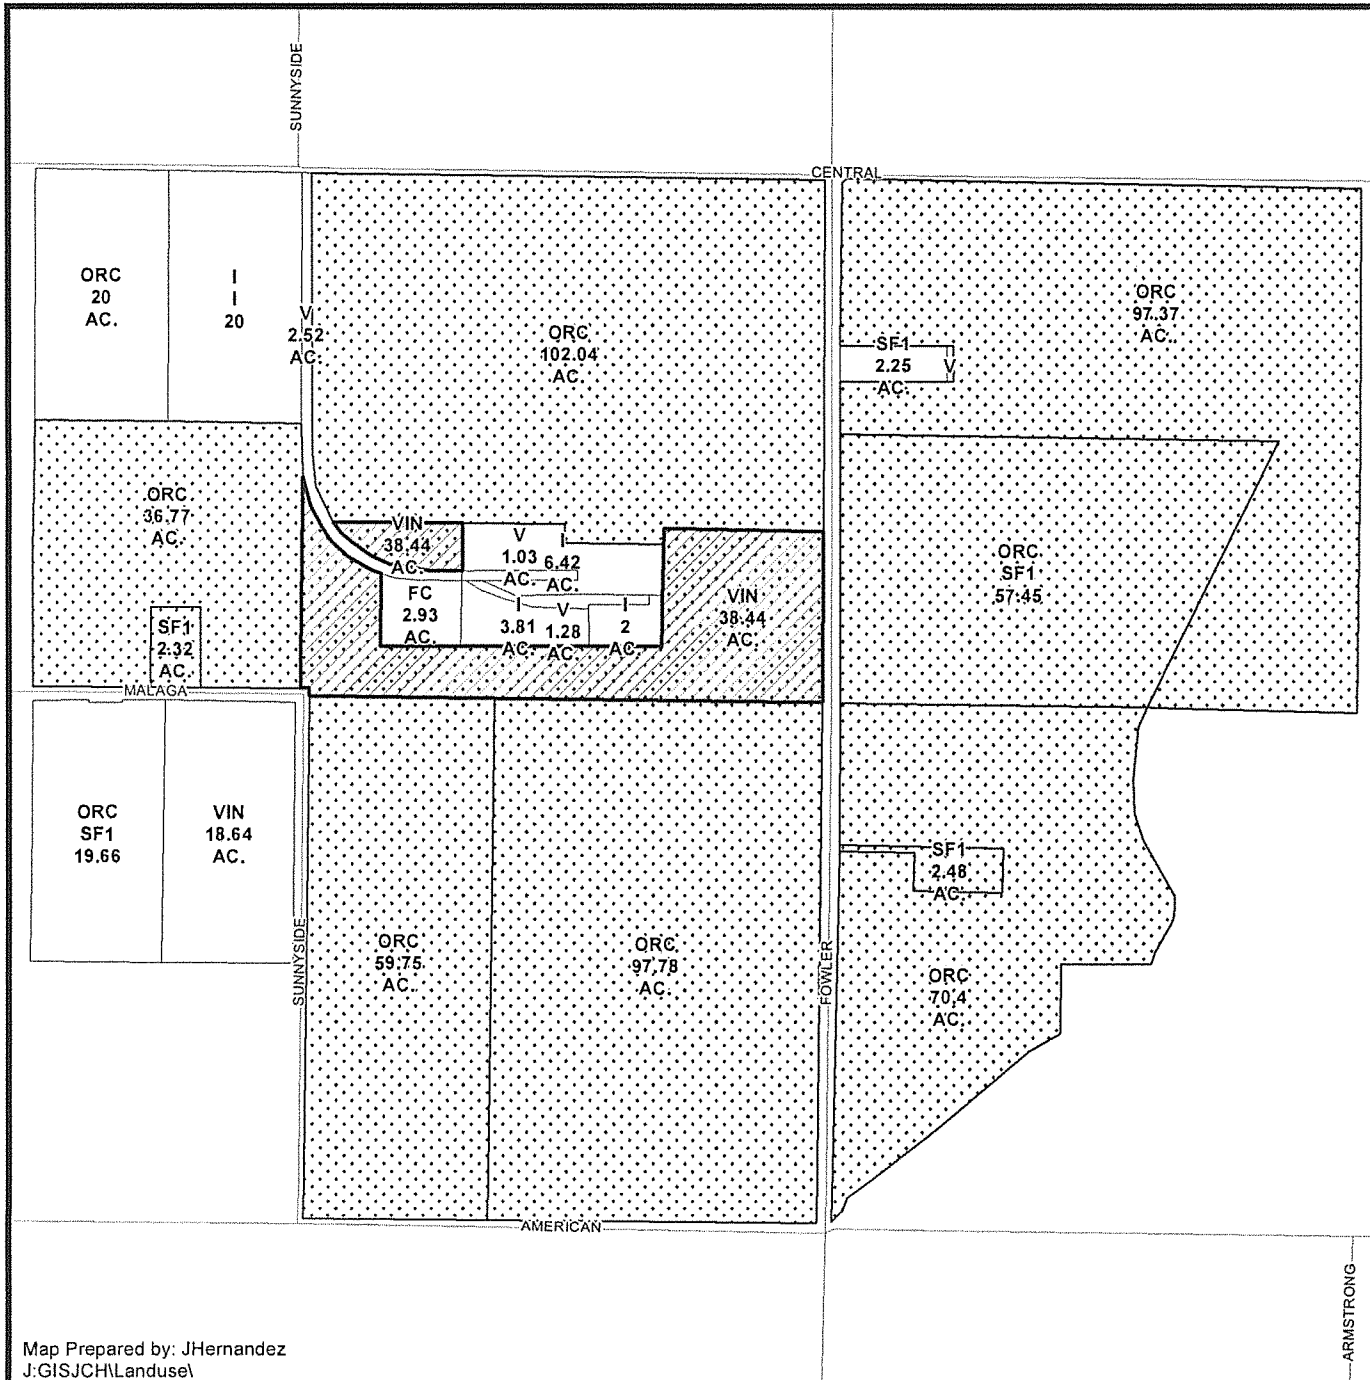 SUNNYSIDE
CENTRAL
ORC
20
AC.
I
I
20
V
2.52
AC.
ORC
102.04
AC.
ORC
97.37
AC.
SF1
2.25
AC.
V
ORC
36.77
AC.
SF1
2.32
AC.
MALAGA
VIN
38.44
AC.
V
1.03
AC.
I
6.42
AC.
FC
2.93
AC.
I
3.81
AC.
V
1.28
AC.
I
2
AC.
VIN
38.44
AC.
ORC
SF1
57.45
ORC
SF1
19.66
VIN
18.64
AC.
SUNNYSIDE
ORC
59.75
AC.
ORC
97.78
AC.
FOWLER
SF1
2.48
AC.
ORC
70.4
AC.
AMERICAN
ARMSTRONG
Map Prepared by: JHernandez
J:GISJCH\Landuse\